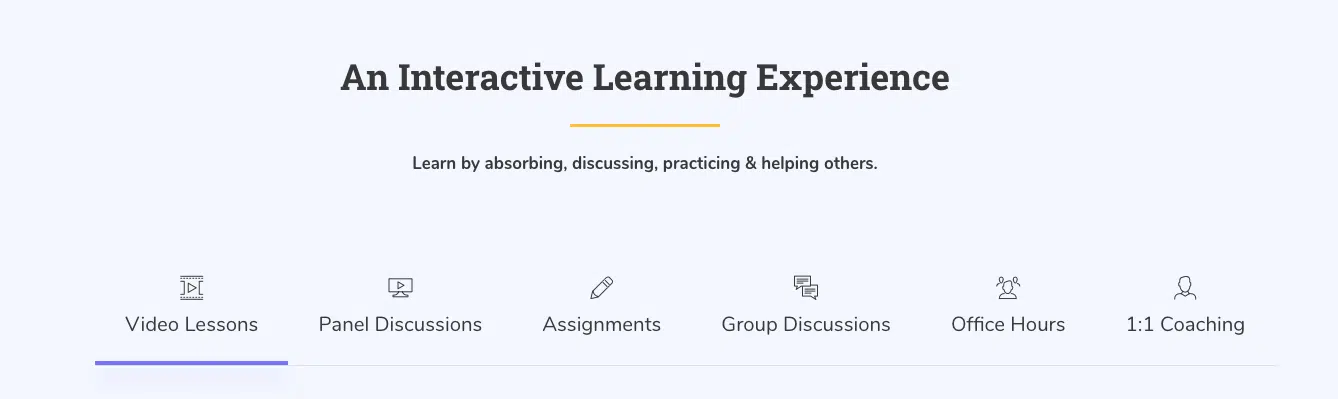 An Interactive Learning Experience
Learn by absorbing, discussing, practicing & helping others.
Video Lessons
Panel Discussions
Assignments
Group Discussions
Office Hours
1:1 Coaching